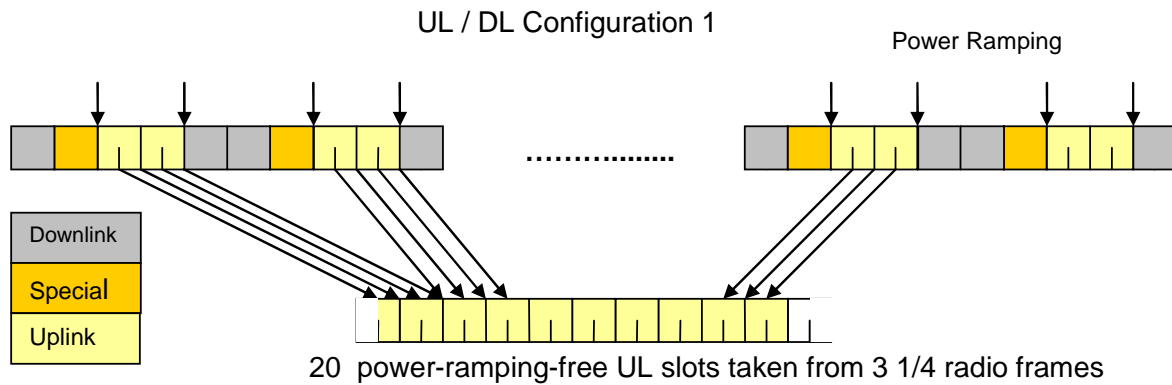 UL / DL Configuration 1
Power Ramping
……….........
Downlink
Special
Uplink
20 power-ramping-free UL slots taken from 3 1/4 radio frames